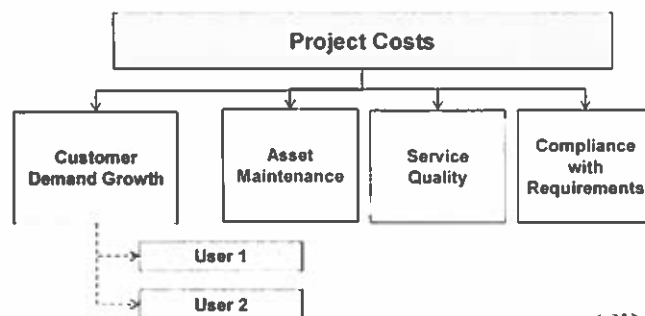 Project Costs
Customer
Demand Growth
Asset
Maintenance
Service
Quality
Compliance
with
Requirements
User 1
User 2